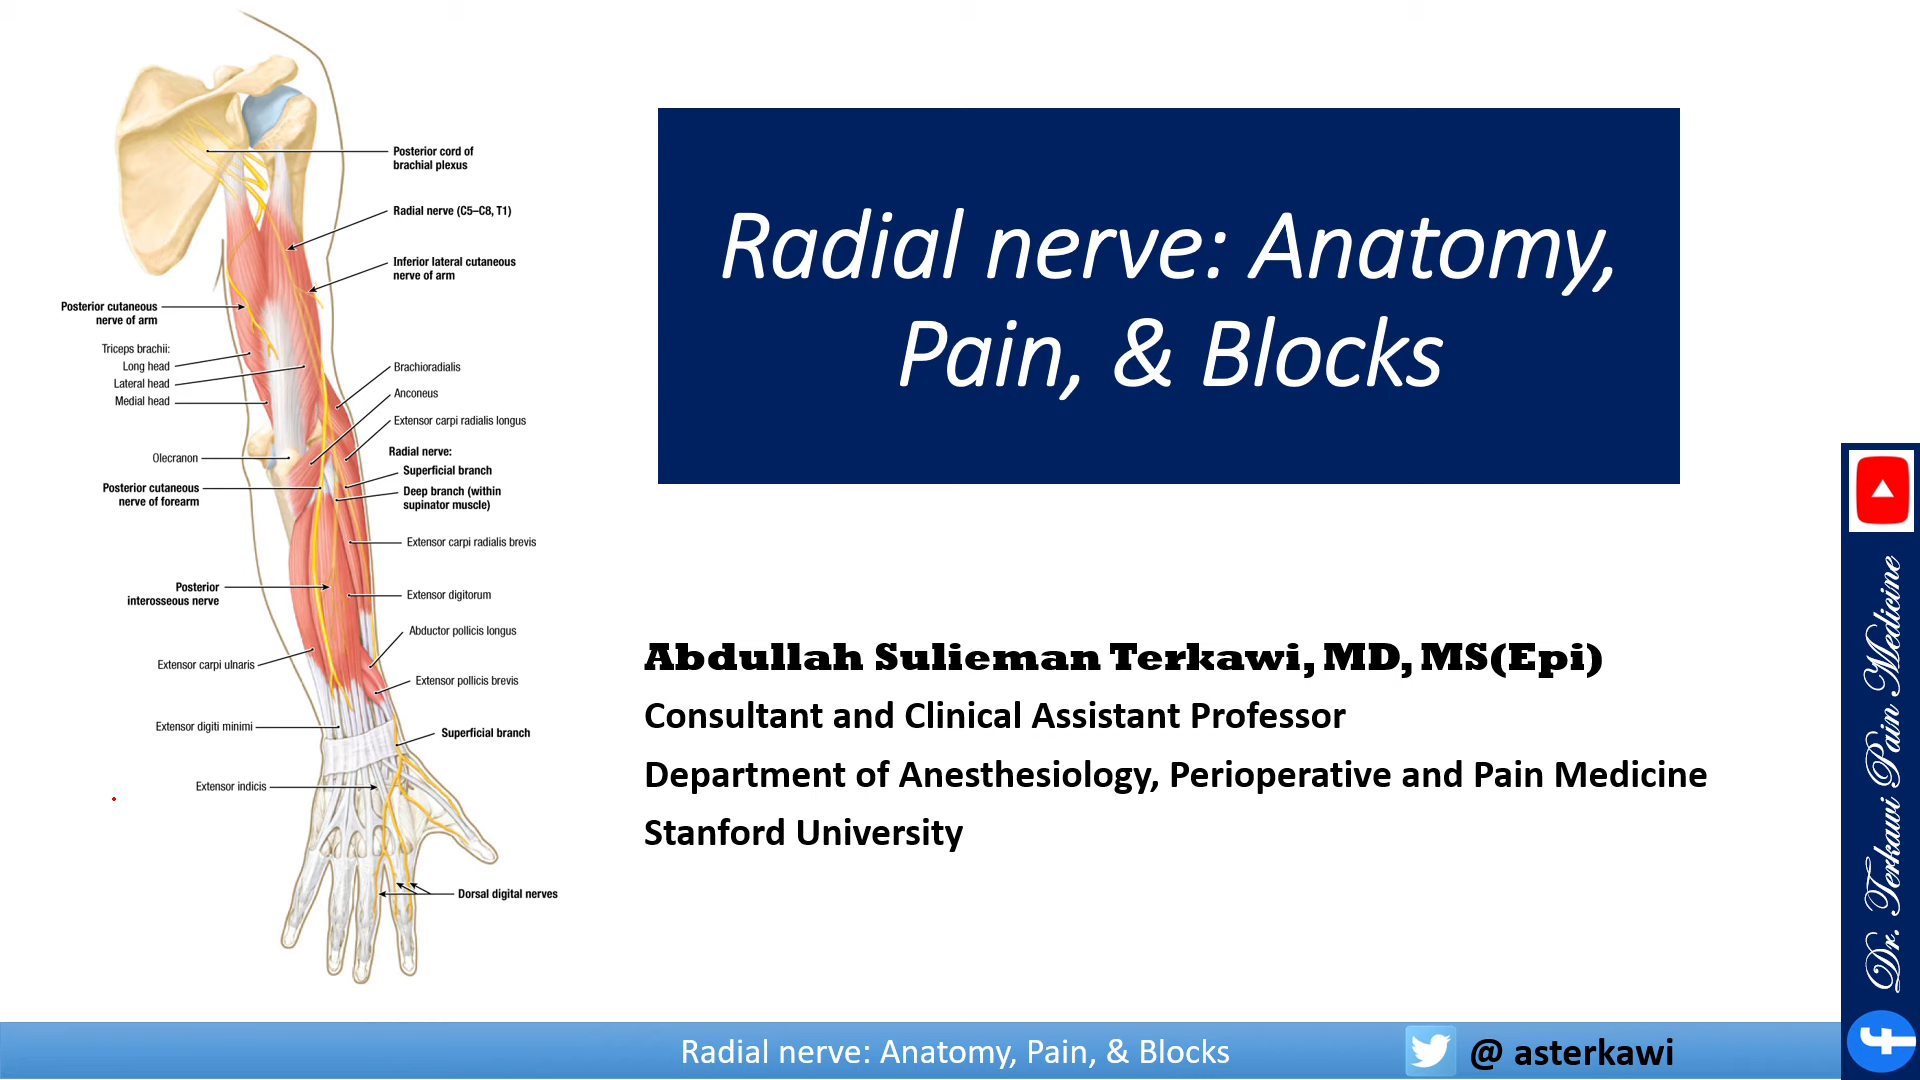 Posterior cord of
brachial plexus
Radial nerve (C5–C8, T1)
Inferior lateral cutaneous
nerve of arm
Posterior cutaneous
nerve of arm
Triceps brachii:
Long head
Lateral head
Medial head
Brachioradialis
Anconeus
Extensor carpi radialis longus
Olecranon
Radial nerve:
Superficial branch
Deep branch (within
supinator muscle)
Posterior cutaneous
nerve of forearm
Extensor carpi radialis brevis
Posterior
interosseous nerve
Extensor digitorum
Abductor pollicis longus
Extensor carpi ulnaris
Extensor pollicis brevis
Extensor digiti minimi
Superficial branch
Extensor indicis
Dorsal digital nerves
Radial nerve: Anatomy,
Pain, & Blocks
Abdullah Sulieman Terkawi, MD, MS(Epi)
Consultant and Clinical Assistant Professor
Department of Anesthesiology, Perioperative and Pain Medicine
Stanford University
Dr. Terkawi Pain Medicine
Radial nerve: Anatomy, Pain, & Blocks
@ asterkawi